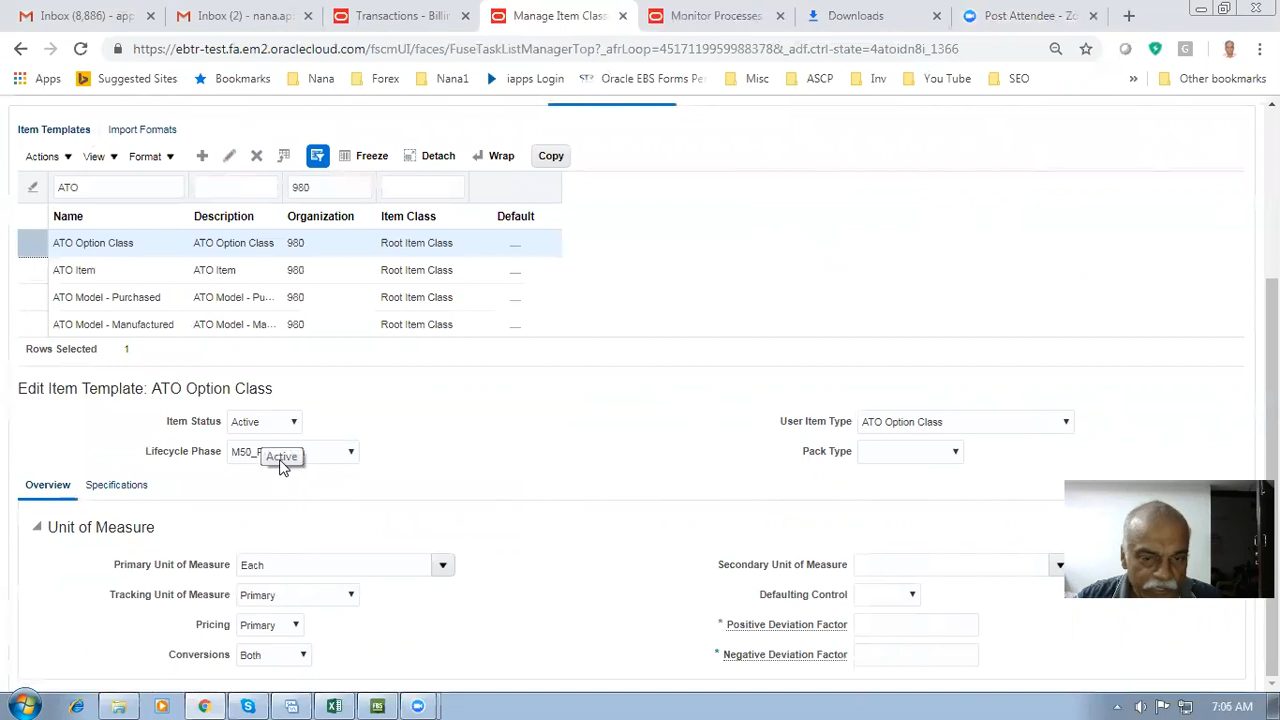 Inbox (8,886) - app
Inbox (2) - nana.ap
Transactions - Billin
Manage Item Class
Monitor Processes
Downloads
Post Attendee - Zo
https://ebtr-test.fa.em2.oraclecloud.com/fscmUI/faces/FuseTaskListManagerTop?_afrLoop=45171199599883788&_adf.ctrl-state=4atoidn8i_1366
Apps
Suggested Sites
Bookmarks
Nana
Forex
Nana1
iapps Login
Oracle EBS Forms Per
Misc
ASCP
Inv
You Tube
SEO
Other bookmarks
Item Templates Import Formats
Actions View Format Freeze Detach Wrap Copy
ATO 980
Name Description Organization Item Class Default
ATO Option Class ATO Option Class 980 Root Item Class
ATO Item ATO Item 980 Root Item Class
ATO Model - Purchased ATO Model - Pu... 980 Root Item Class
ATO Model - Manufactured ATO Model - Ma... 980 Root Item Class
Rows Selected 1
Edit Item Template: ATO Option Class
Item Status Active User Item Type ATO Option Class
Lifecycle Phase Active Pack Type
Overview Specifications
Unit of Measure
Primary Unit of Measure Each Secondary Unit of Measure
Tracking Unit of Measure Primary Defaulting Control
Pricing Primary * Positive Deviation Factor
Conversions Both * Negative Deviation Factor
7:05 AM